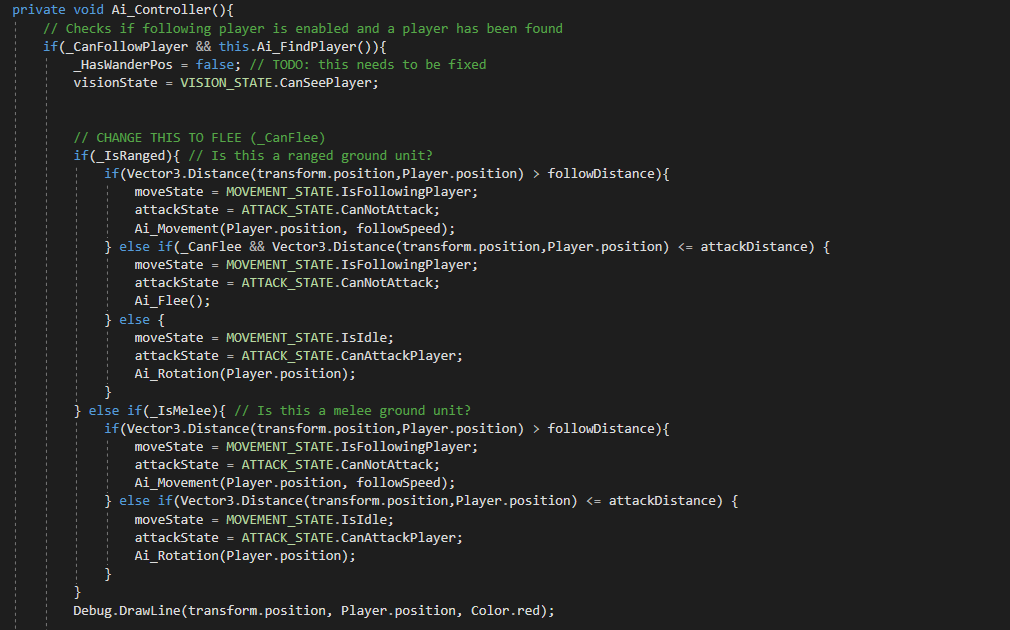 private void Ai_Controller(){
// Checks if following player is enabled and a player has been found
if(_CanFollowPlayer && this.Ai_FindPlayer()){
_HasWanderPos = false; // TODO: this needs to be fixed
visionState = VISION_STATE.CanSeePlayer;
// CHANGE THIS TO FLEE (_CanFlee)
if(_IsRanged){ // Is this a ranged ground unit?
if(Vector3.Distance(transform.position,Player.position) > followDistance){
moveState = MOVEMENT_STATE.IsFollowingPlayer;
attackState = ATTACK_STATE.CanNotAttack;
Ai_Movement(Player.position, followSpeed);
} else if(_CanFlee && Vector3.Distance(transform.position,Player.position) <= attackDistance) {
moveState = MOVEMENT_STATE.IsFollowingPlayer;
attackState = ATTACK_STATE.CanNotAttack;
Ai_Flee();
} else {
moveState = MOVEMENT_STATE.IsIdle;
attackState = ATTACK_STATE.CanAttackPlayer;
Ai_Rotation(Player.position);
}
} else if(_IsMelee){ // Is this a melee ground unit?
if(Vector3.Distance(transform.position,Player.position) > followDistance){
moveState = MOVEMENT_STATE.IsFollowingPlayer;
attackState = ATTACK_STATE.CanNotAttack;
Ai_Movement(Player.position, followSpeed);
} else if(Vector3.Distance(transform.position,Player.position) <= attackDistance) {
moveState = MOVEMENT_STATE.IsIdle;
attackState = ATTACK_STATE.CanAttackPlayer;
Ai_Rotation(Player.position);
}
}
Debug.DrawLine(transform.position, Player.position, Color.red);